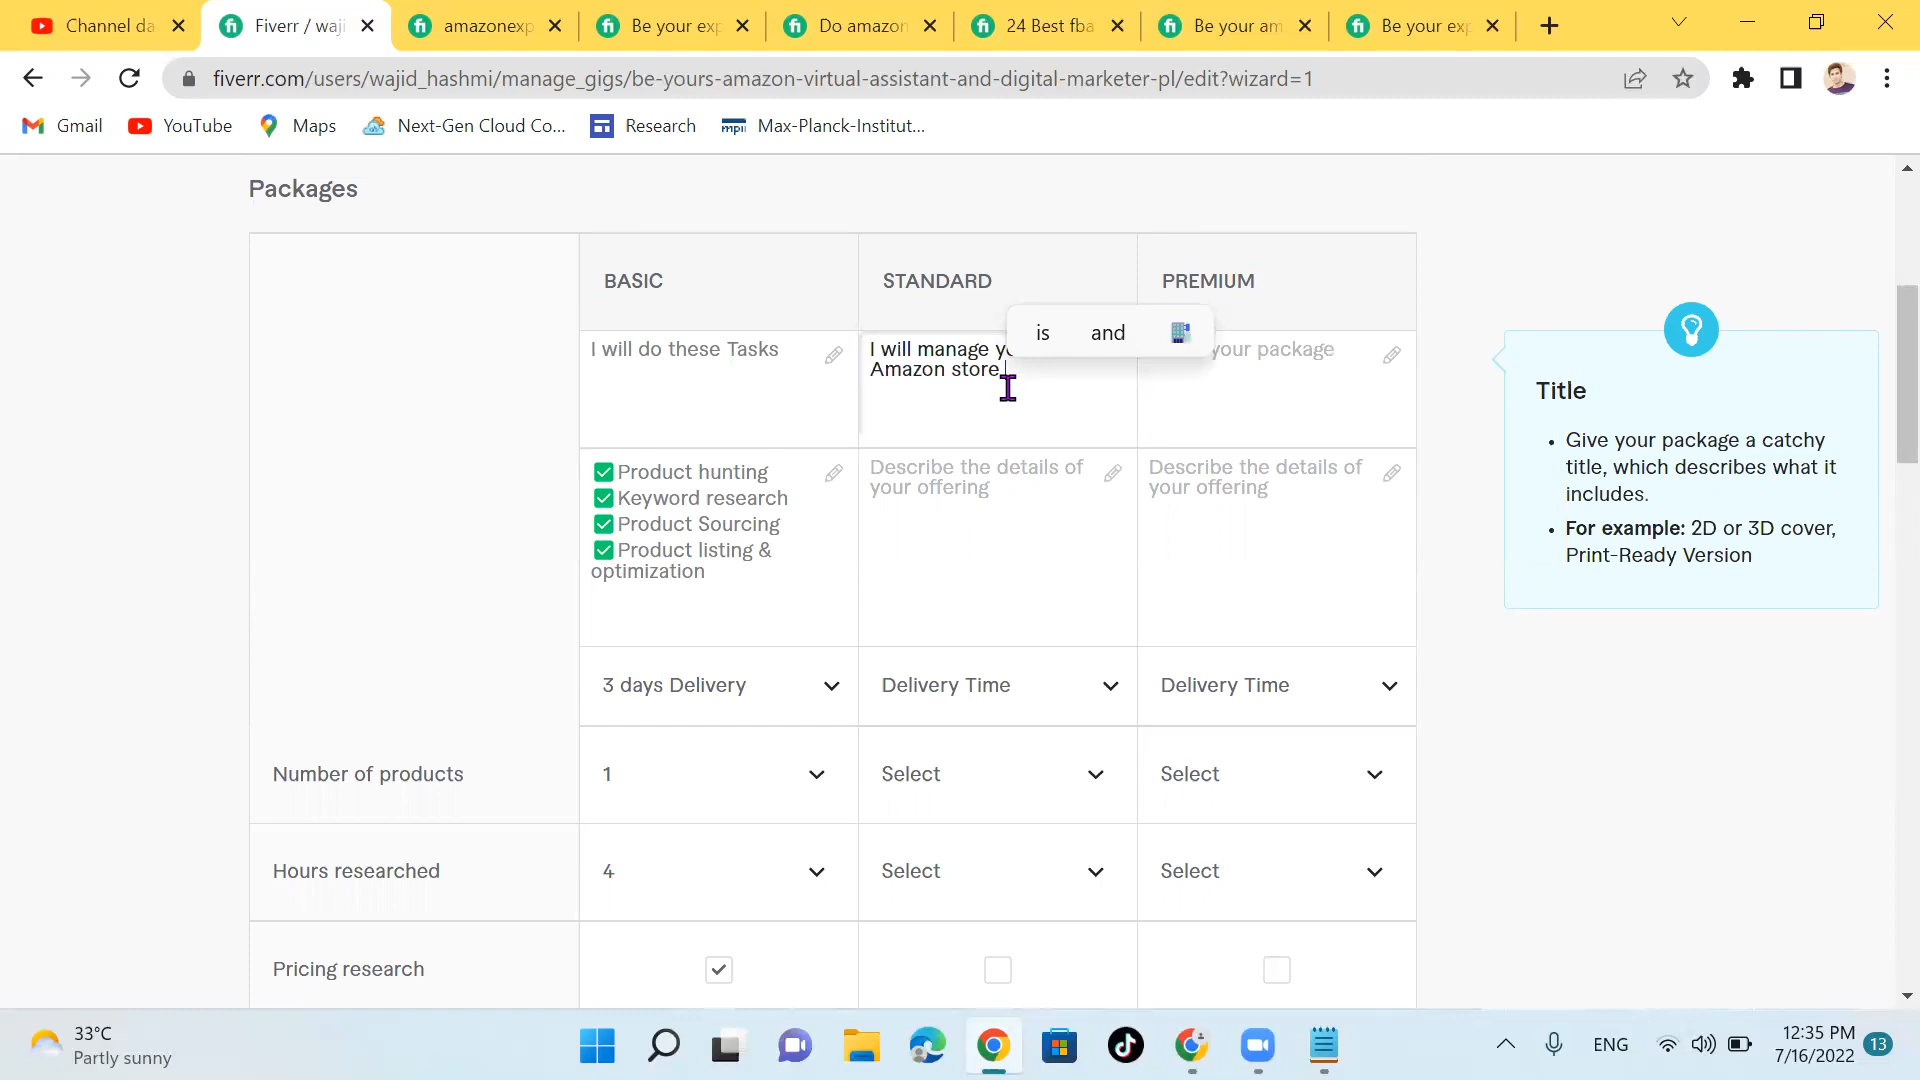 Channel da
Fiverr / waji
amazonexp
Be your exp
Do amazon
24 Best fba
Be your am
Be your exp
fiverr.com/users/wajid_hashmi/manage_gigs/be-yours-amazon-virtual-assistant-and-digital-marketer-pl/edit?wizard=1
Gmail
YouTube
Maps
Next-Gen Cloud Co...
Research
mpii
Max-Planck-Institut...
Packages
BASIC
STANDARD
PREMIUM
is and
I will do these Tasks
I will manage yo
Amazon store
your package
Product hunting
Keyword research
Product Sourcing
Product listing &
optimization
Describe the details of
your offering
Describe the details of
your offering
3 days Delivery
Delivery Time
Delivery Time
Number of products
1
Select
Select
Hours researched
4
Select
Select
Pricing research
Title
Give your package a catchy
title, which describes what it
includes.
For example: 2D or 3D cover,
Print-Ready Version
33°C
Partly sunny
ENG
12:35 PM
7/16/2022
13